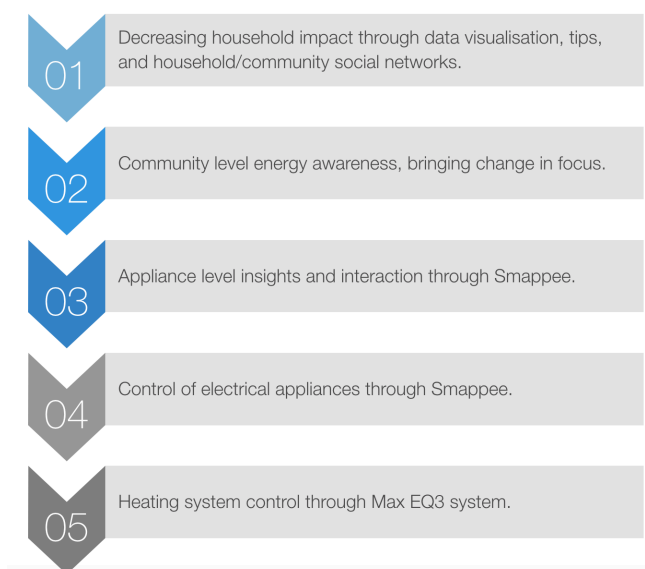 01
Decreasing household impact through data visualisation, tips,
and household/community social networks.
02
Community level energy awareness, bringing change in focus.
03
Appliance level insights and interaction through Smappee.
04
Control of electrical appliances through Smappee.
05
Heating system control through Max EQ3 system.